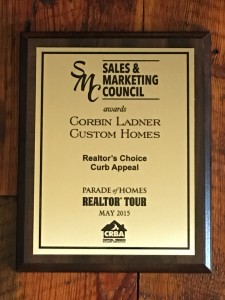 SMC SALES &
MARKETING
COUNCIL
awards
CORBIN LADNER
CUSTOM HOMES
Realtor's Choice
Curb Appeal
PARADE of HOMES
REALTOR® TOUR
MAY 2015
CRBA